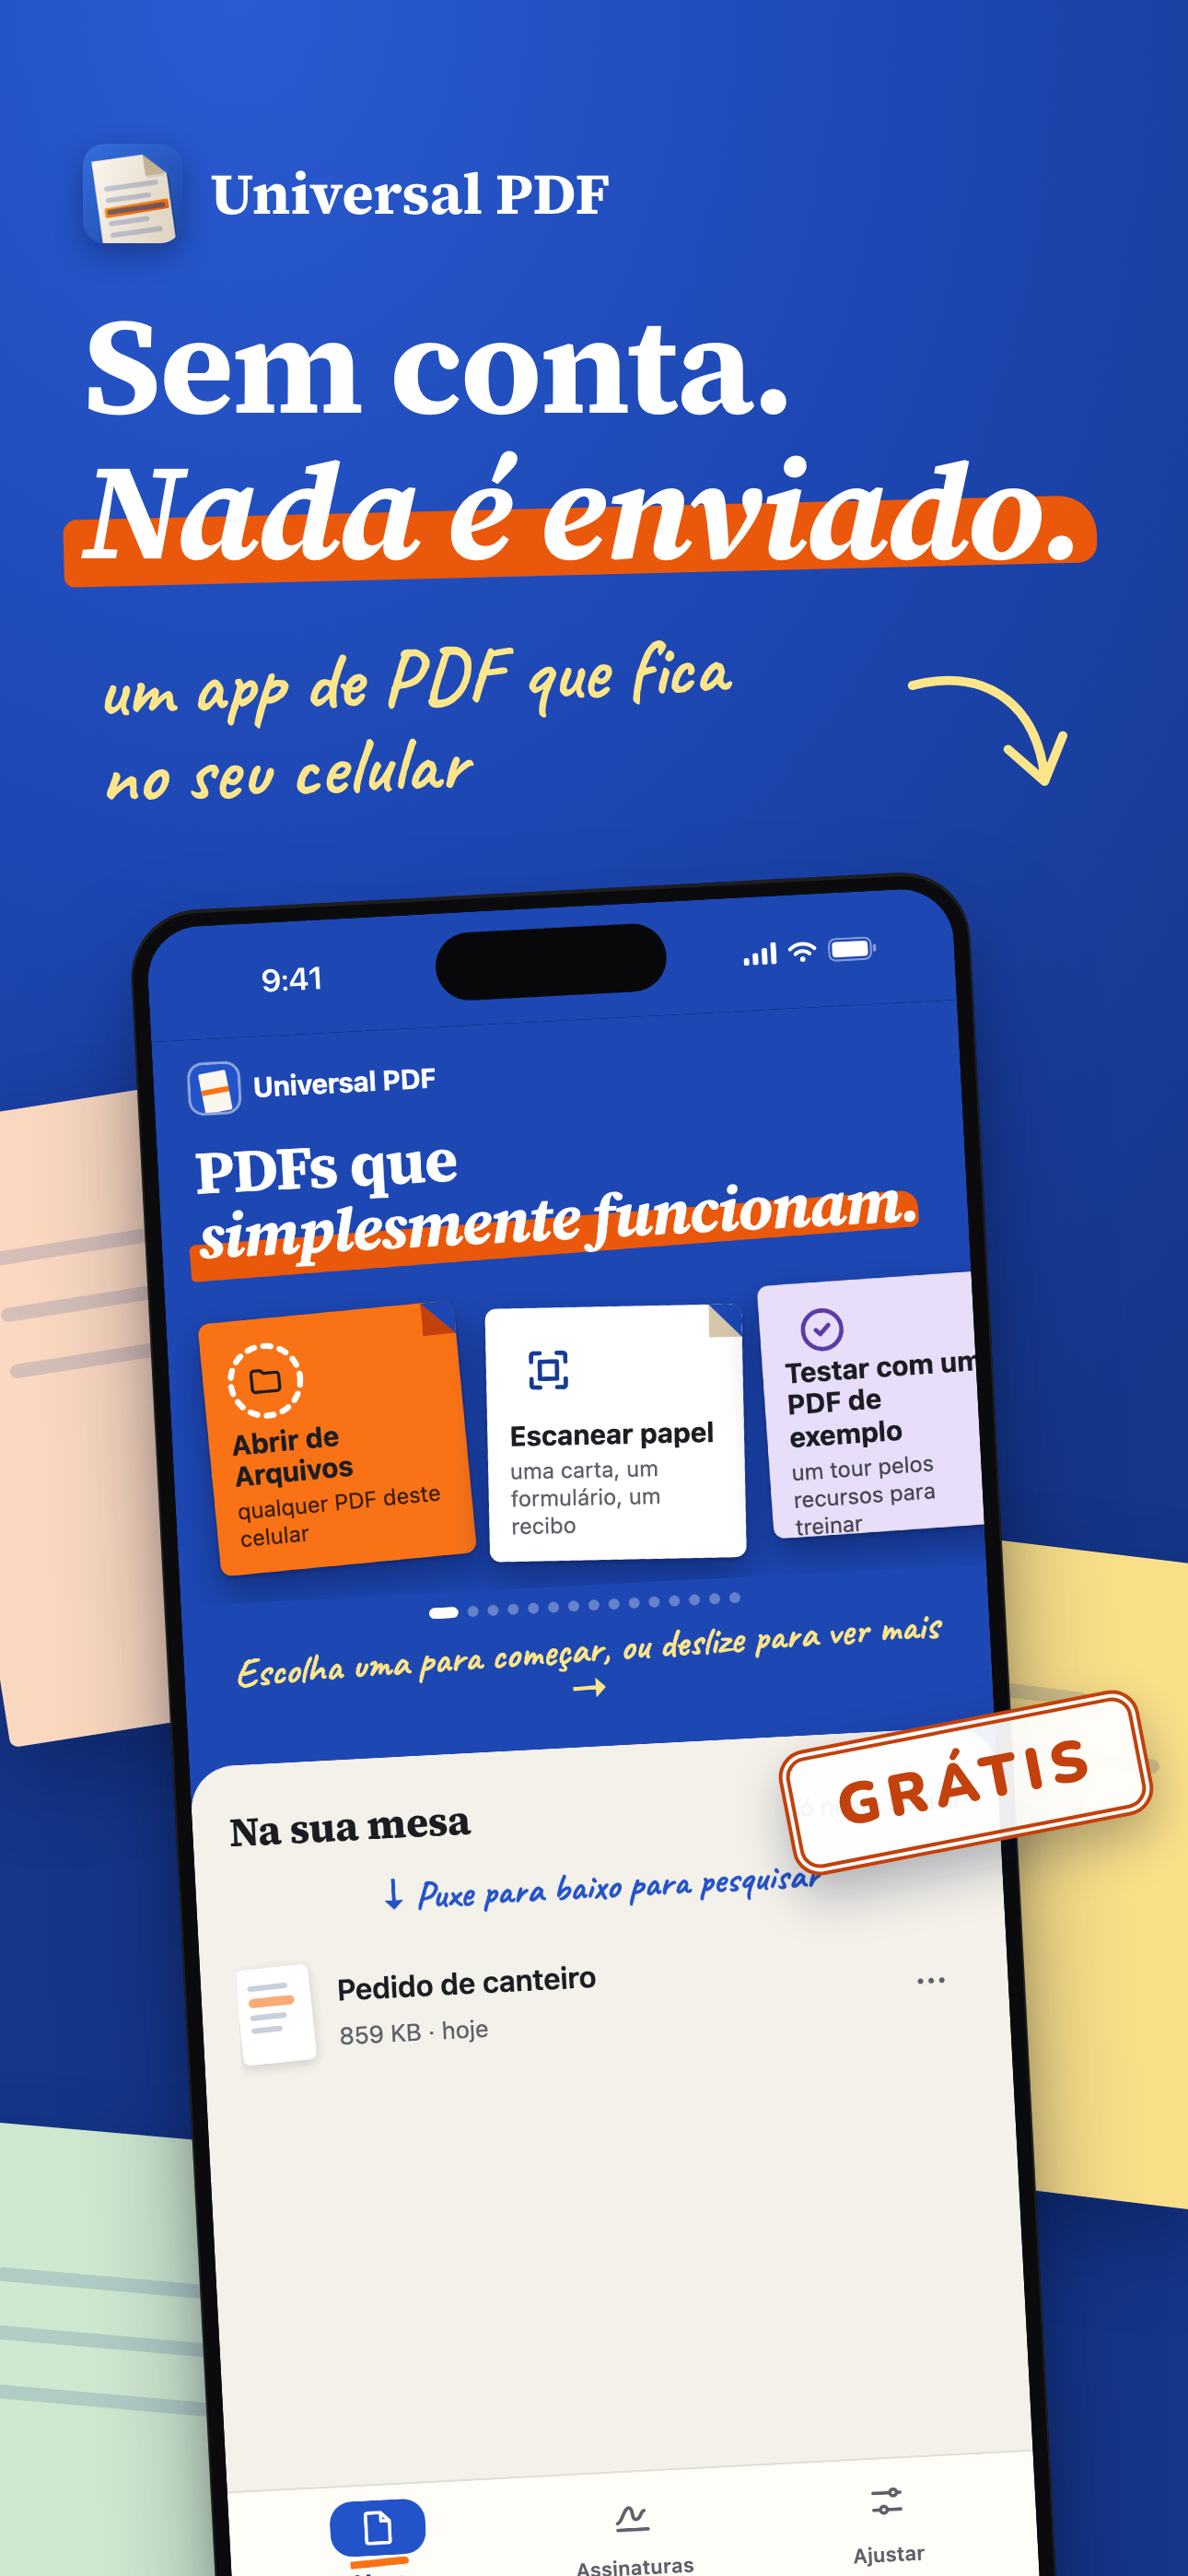 Universal PDF
Sem conta.
Nada é enviado.
um app de PDF que fica
no seu celular
9:41
Universal PDF
PDFs que
simplesmente funcionam.
Abrir de
Arquivos
qualquer PDF deste
celular
Escanear papel
uma carta, um
formulário, um
recibo
Testar com um
PDF de
exemplo
um tour pelos
recursos para
treinar
Escolha uma para começar, ou deslize para ver mais
→
Na sua mesa
GRÁTIS
↓ Puxe para baixo para pesquisar
Pedido de canteiro
859 KB · hoje
Assinaturas
Ajustar